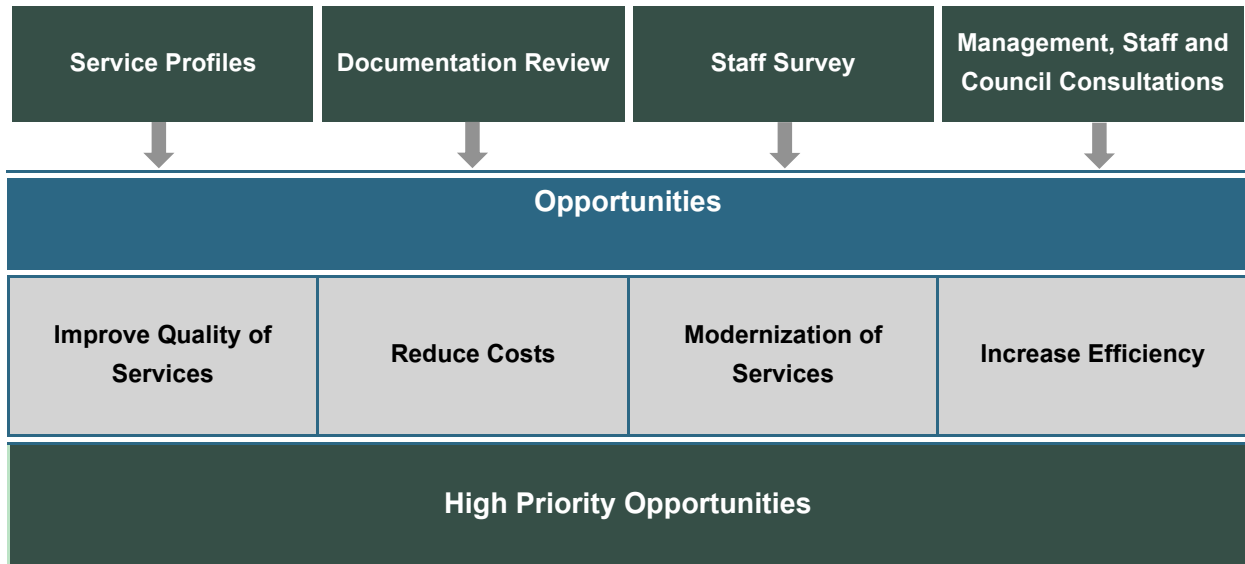 Service Profiles
Documentation Review
Staff Survey
Management, Staff and
Council Consultations
Opportunities
Improve Quality of
Services
Reduce Costs
Modernization of
Services
Increase Efficiency
High Priority Opportunities